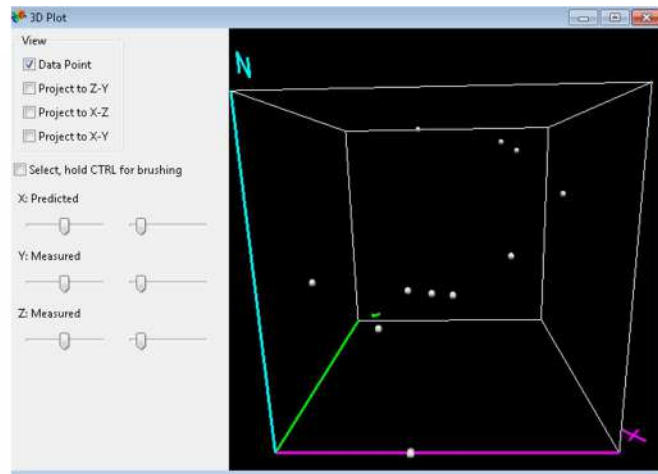 3D Plot
View
Data Point
Project to Z-Y
Project to X-Z
Project to X-Y
Select, hold CTRL for brushing
X: Predicted
Y: Measured
Z: Measured
N
X